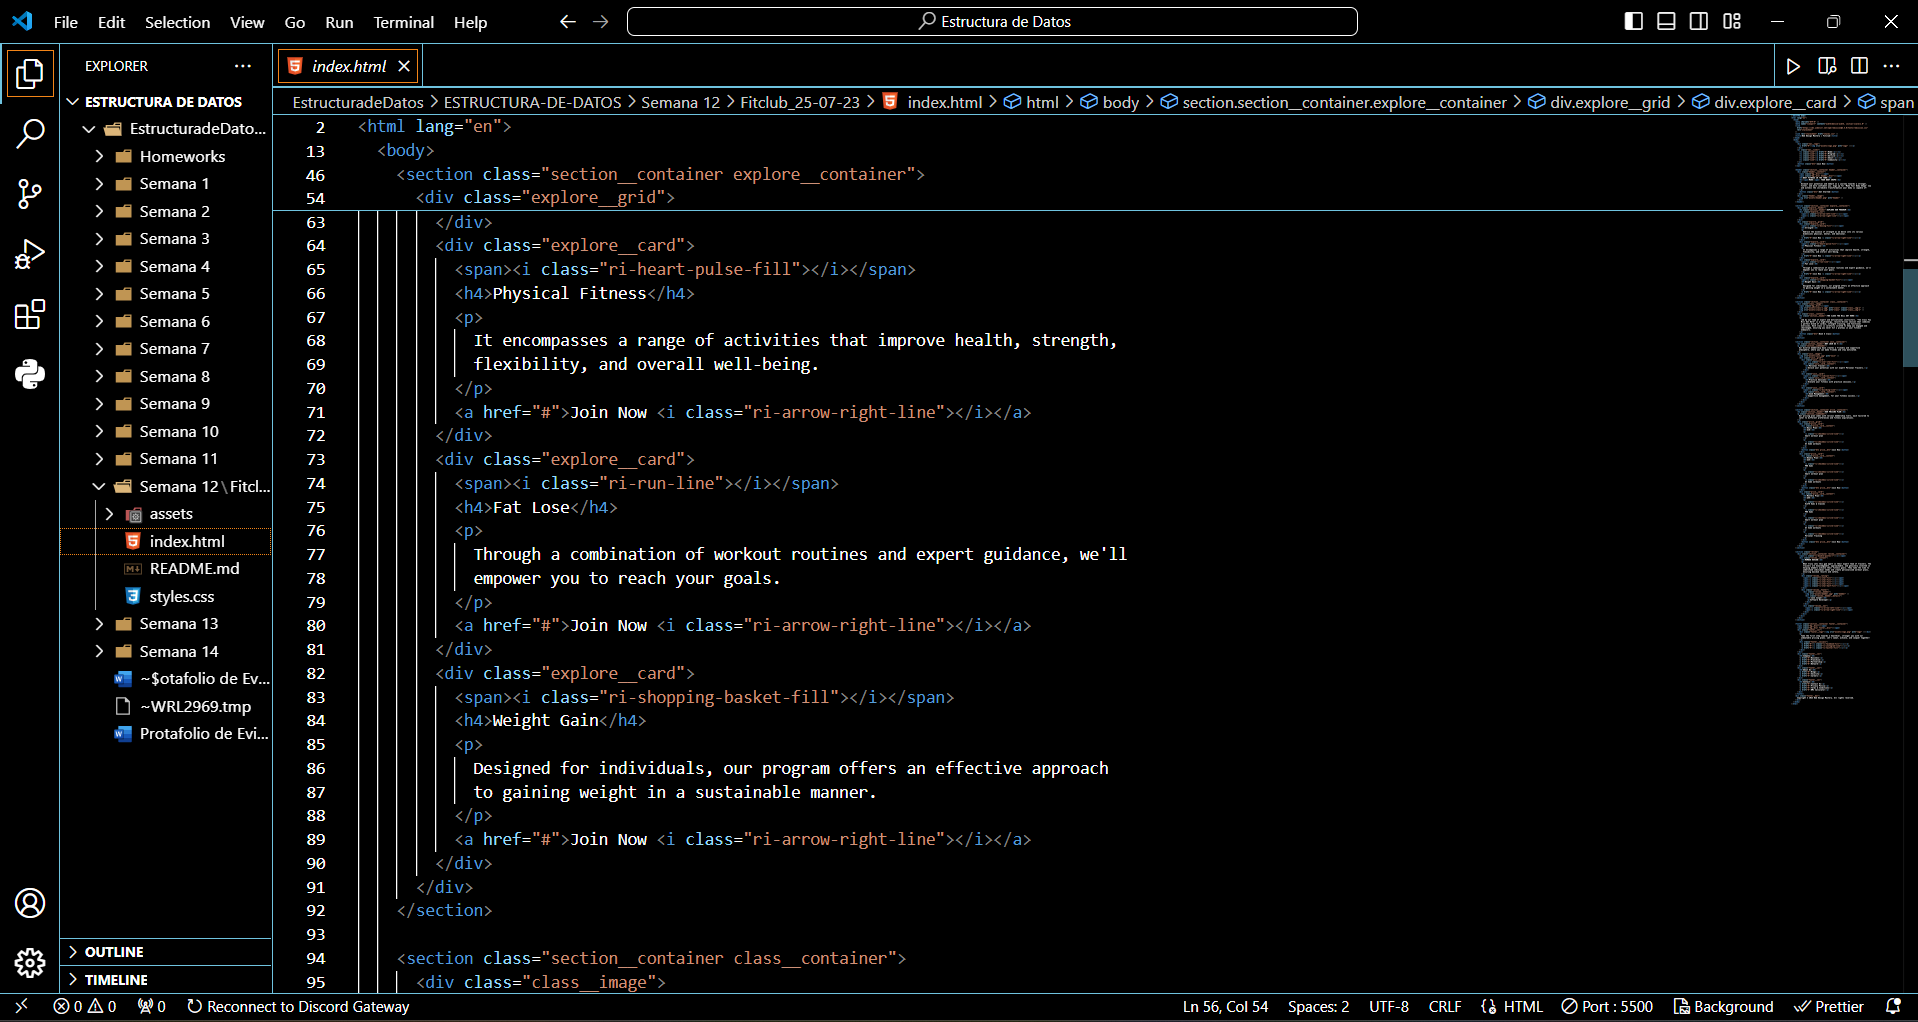 File Edit Selection View Go Run Terminal Help
Estructura de Datos
EXPLORER
ESTRUCTURA DE DATOS
EstructuradeDato...
Homeworks
Semana 1
Semana 2
Semana 3
Semana 4
Semana 5
Semana 6
Semana 7
Semana 8
Semana 9
Semana 10
Semana 11
Semana 12\Fitcl...
assets
index.html
README.md
styles.css
Semana 13
Semana 14
~$otafolio de Ev...
~WRL2969.tmp
Protafolio de Evi...
OUTLINE
TIMELINE
index.html
EstructuradeDatos > ESTRUCTURA-DE-DATOS > Semana 12 > Fitclub_25-07-23 > index.html > html > body > section.section__container.explore__container > div.explore__grid > div.explore__card > span
2 <html lang="en">
13 <body>
46 <section class="section__container explore__container">
54 <div class="explore__grid">
63 </div>
64 <div class="explore__card">
65 <span><i class="ri-heart-pulse-fill"></i></span>
66 <h4>Physical Fitness</h4>
67 <p>
68 It encompasses a range of activities that improve health, strength,
69 flexibility, and overall well-being.
70 </p>
71 <a href="#">Join Now <i class="ri-arrow-right-line"></i></a>
72 </div>
73 <div class="explore__card">
74 <span><i class="ri-run-line"></i></span>
75 <h4>Fat Lose</h4>
76 <p>
77 Through a combination of workout routines and expert guidance, we'll
78 empower you to reach your goals.
79 </p>
80 <a href="#">Join Now <i class="ri-arrow-right-line"></i></a>
81 </div>
82 <div class="explore__card">
83 <span><i class="ri-shopping-basket-fill"></i></span>
84 <h4>Weight Gain</h4>
85 <p>
86 Designed for individuals, our program offers an effective approach
87 to gaining weight in a sustainable manner.
88 </p>
89 <a href="#">Join Now <i class="ri-arrow-right-line"></i></a>
90 </div>
91 </div>
92 </section>
93
94 <section class="section__container class__container">
95 <div class="class__image">
0 0 0 Reconnect to Discord Gateway Ln 56, Col 54 Spaces: 2 UTF-8 CRLF HTML Port : 5500 Background Prettier